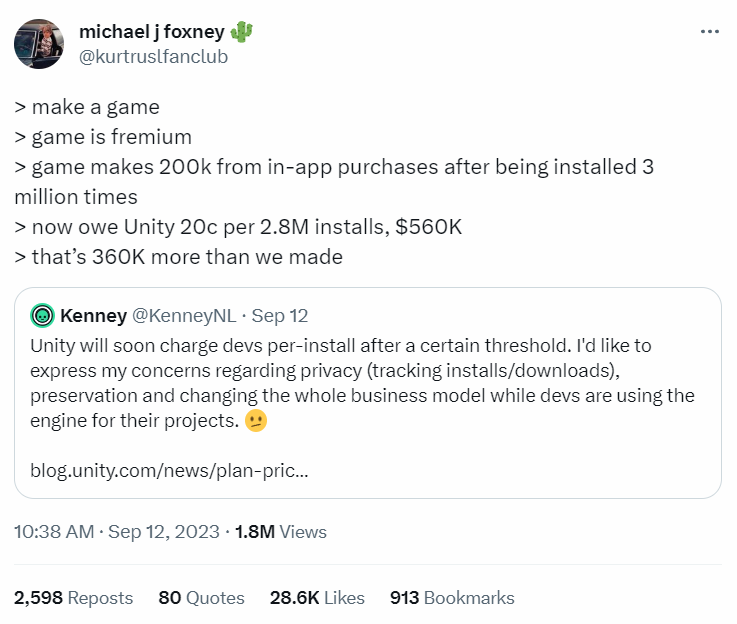 michael j foxney 🌵
@kurtruslfanclub
> make a game
> game is fremium
> game makes 200k from in-app purchases after being installed 3
million times
> now owe Unity 20c per 2.8M installs, $560K
> that’s 360K more than we made
Kenney @KenneyNL · Sep 12
Unity will soon charge devs per-install after a certain threshold. I'd like to
express my concerns regarding privacy (tracking installs/downloads),
preservation and changing the whole business model while devs are using the
engine for their projects. 🫤
blog.unity.com/news/plan-pric...
10:38 AM · Sep 12, 2023 · 1.8M Views
2,598 Reposts 80 Quotes 28.6K Likes 913 Bookmarks